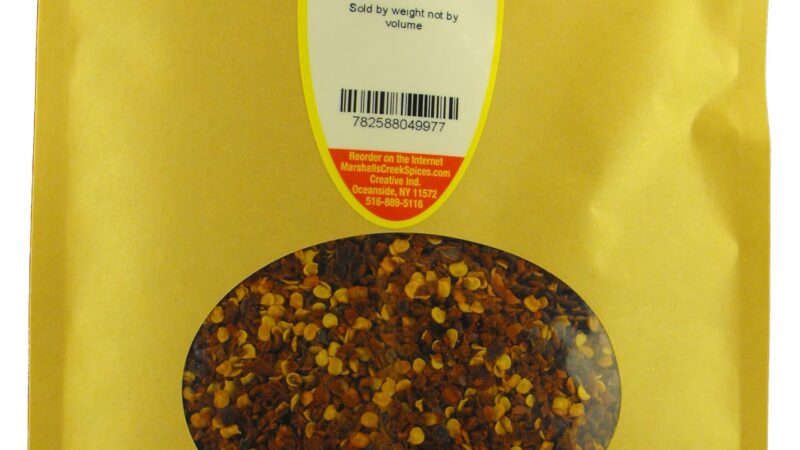 Sold by weight not by
volume
782588049977
Reorder on the Internet
MarshallsCreekSpices.com
Creative Ind.
Oceanside, NY 11572
516-889-5116